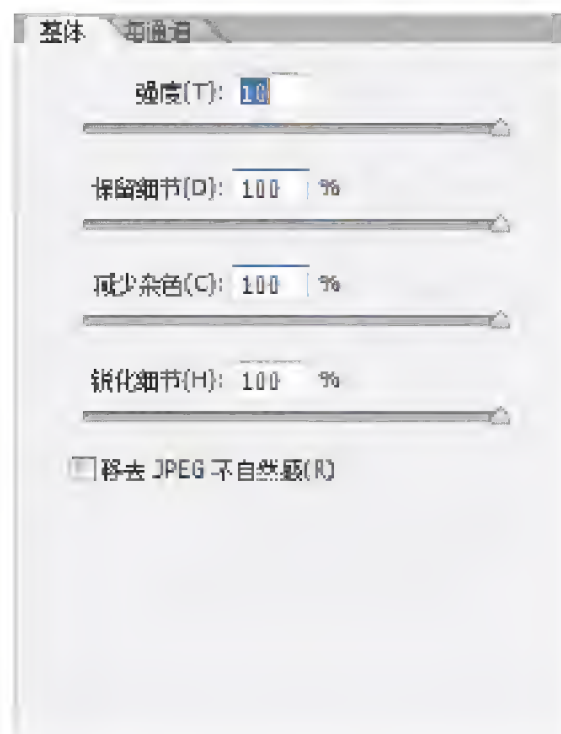 整体 每通道
强度(T): 10
保留细节(D): 100 %
减少杂色(C): 100 %
锐化细节(H): 100 %
移去 JPEG 不自然感(R)